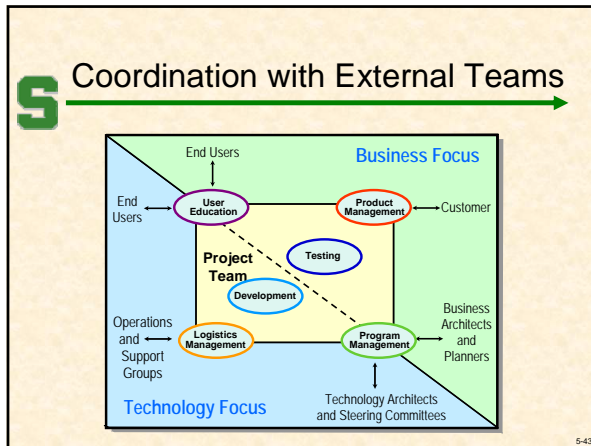 Coordination with External Teams
S
End Users
Business Focus
End
Users
User
Education
Product
Management
Customer
Testing
Project
Team
Development
Operations
and
Support
Groups
Logistics
Management
Program
Management
Business
Architects
and
Planners
Technology Focus
Technology Architects
and Steering Committees
5-43